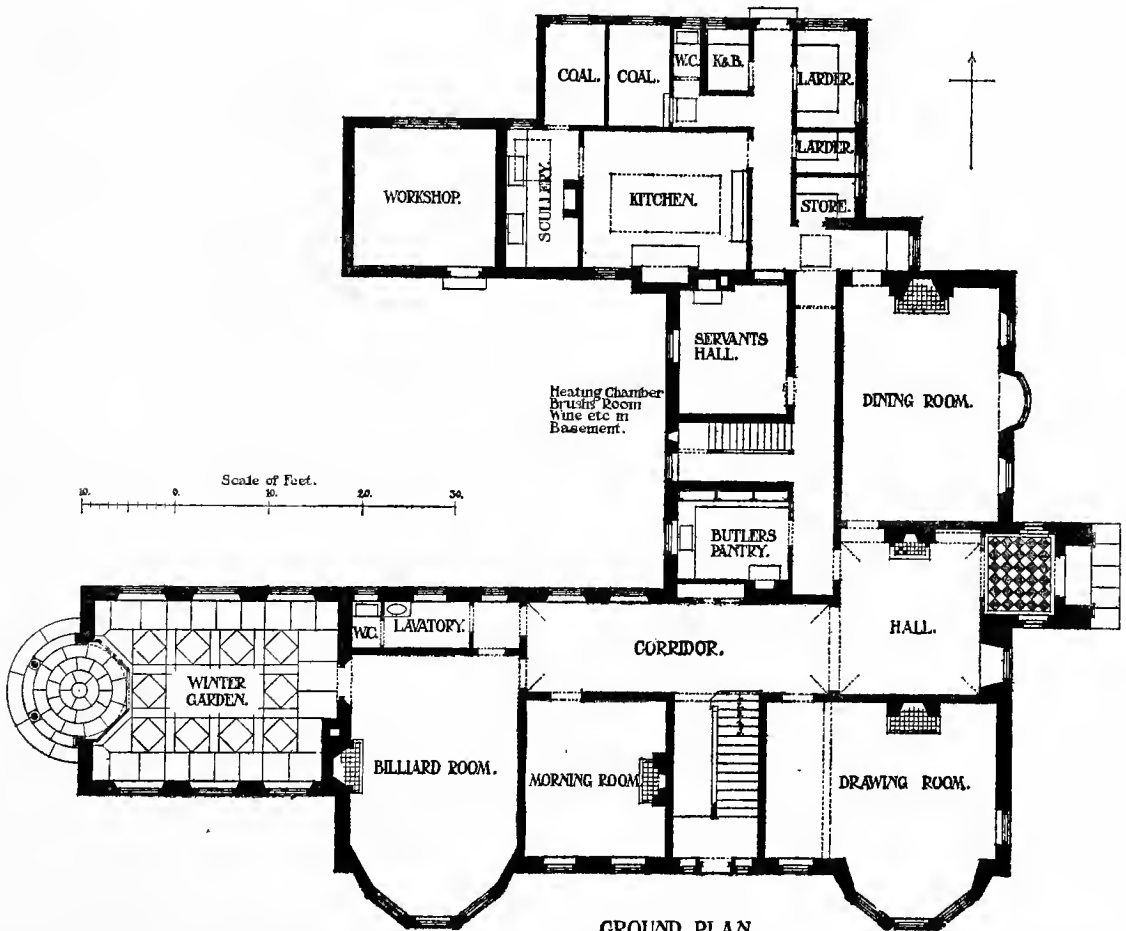 COAL.
COAL.
W.C.
K&B.
LARDER.
LARDER.
STORE.
WORKSHOP.
SCULLERY.
KITCHEN.
SERVANTS
HALL.
DINING ROOM.
Heating Chamber
Brushs Room
Wine etc in
Basement.
Scale of Feet.
10. 0. 10. 20. 30.
BUTLERS
PANTRY.
W.C.
LAVATORY.
CORRIDOR.
HALL.
WINTER
GARDEN.
BILLIARD ROOM.
MORNING ROOM
DRAWING ROOM.
GROUND PLAN